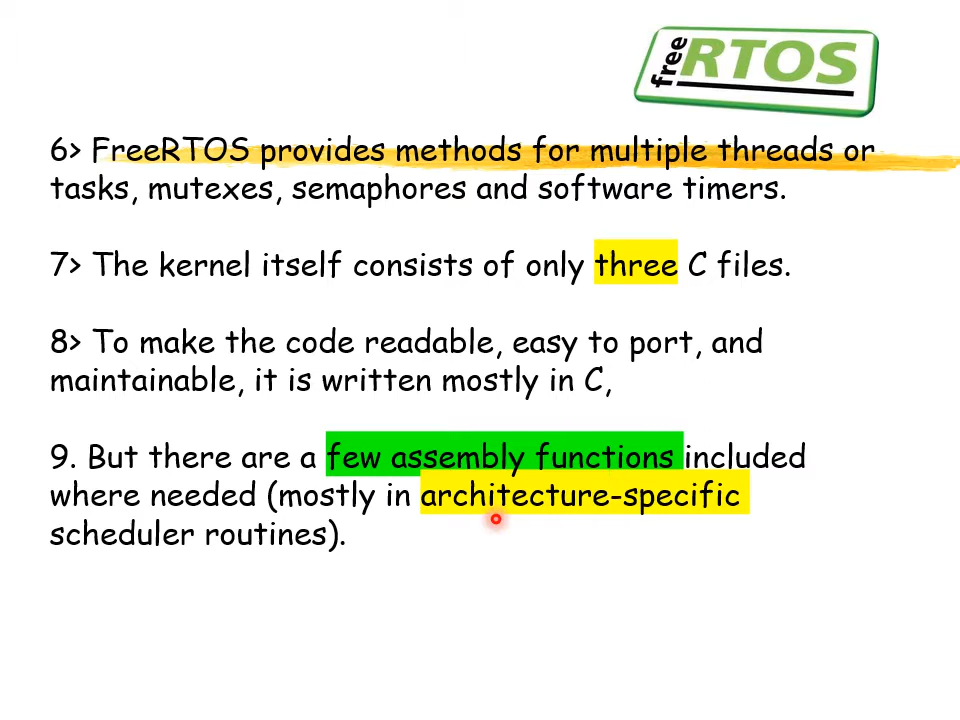 free RTOS
6> FreeRTOS provides methods for multiple threads or
tasks, mutexes, semaphores and software timers.
7> The kernel itself consists of only three C files.
8> To make the code readable, easy to port, and
maintainable, it is written mostly in C,
9. But there are a few assembly functions included
where needed (mostly in architecture-specific
scheduler routines).